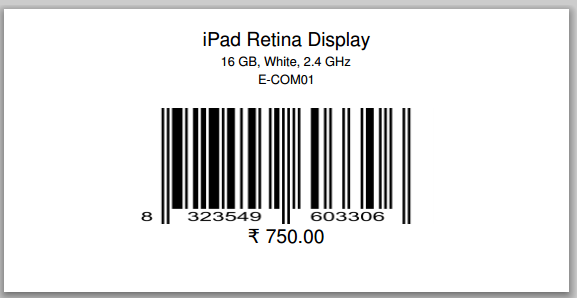 iPad Retina Display
16 GB, White, 2.4 GHz
E-COM01
8 323549 603306
₹ 750.00